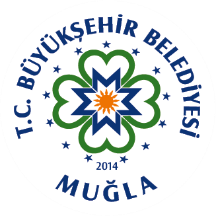 T.C. BÜYÜKŞEHİR BELEDİYESİ
2014
MUĞLA